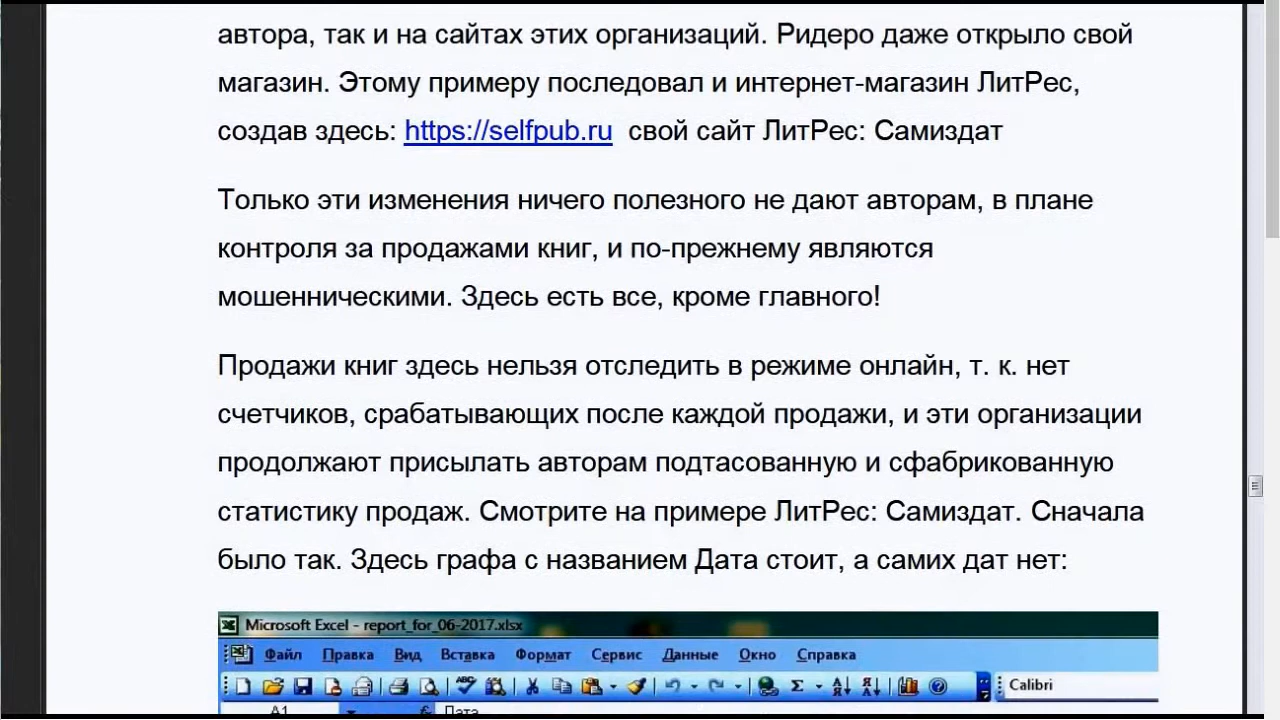 автора, так и на сайтах этих организаций. Ридеро даже открыло свой
магазин. Этому примеру последовал и интернет-магазин ЛитРес,
создав здесь: https://selfpub.ru свой сайт ЛитРес: Самиздат
Только эти изменения ничего полезного не дают авторам, в плане
контроля за продажами книг, и по-прежнему являются
мошенническими. Здесь есть все, кроме главного!
Продажи книг здесь нельзя отследить в режиме онлайн, т. к. нет
счетчиков, срабатывающих после каждой продажи, и эти организации
продолжают присылать авторам подтасованную и сфабрикованную
статистику продаж. Смотрите на примере ЛитРес: Самиздат. Сначала
было так. Здесь графа с названием Дата стоит, а самих дат нет:
Microsoft Excel - report_for_06-2017.xlsx
Файл Правка Вид Вставка Формат Сервис Данные Окно Справка
Calibri
A1 fx Дата